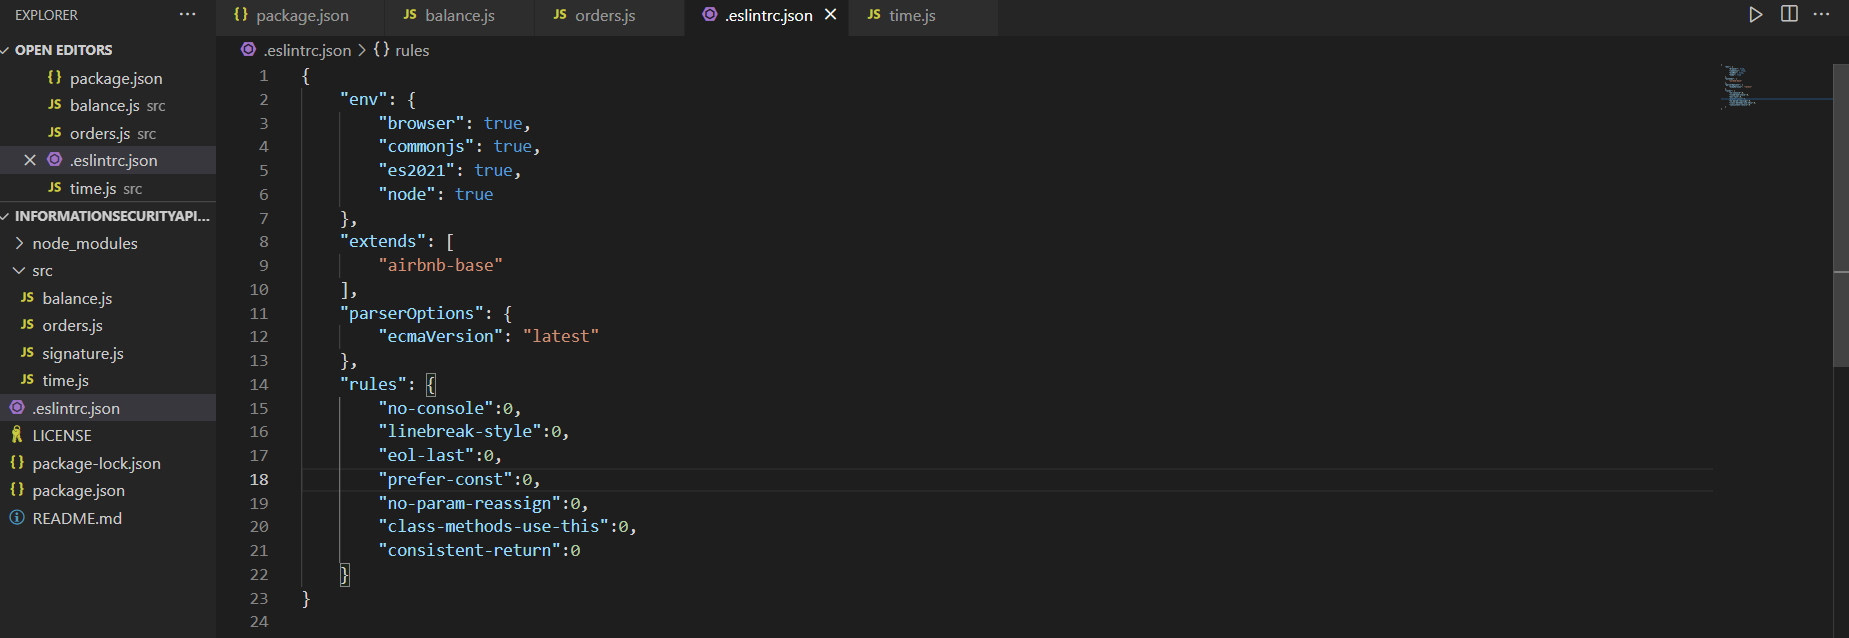 EXPLORER ···
OPEN EDITORS
{} package.json
JS balance.js src
JS orders.js src
.eslintrc.json
JS time.js src
INFORMATIONSECURITYAPI...
node_modules
src
JS balance.js
JS orders.js
JS signature.js
JS time.js
.eslintrc.json
LICENSE
{} package-lock.json
{} package.json
README.md
{} package.json JS balance.js JS orders.js .eslintrc.json JS time.js ···
.eslintrc.json > {} rules
1 {
2 "env": {
3 "browser": true,
4 "commonjs": true,
5 "es2021": true,
6 "node": true
7 },
8 "extends": [
9 "airbnb-base"
10 ],
11 "parserOptions": {
12 "ecmaVersion": "latest"
13 },
14 "rules": {
15 "no-console":0,
16 "linebreak-style":0,
17 "eol-last":0,
18 "prefer-const":0,
19 "no-param-reassign":0,
20 "class-methods-use-this":0,
21 "consistent-return":0
22 }
23 }
24